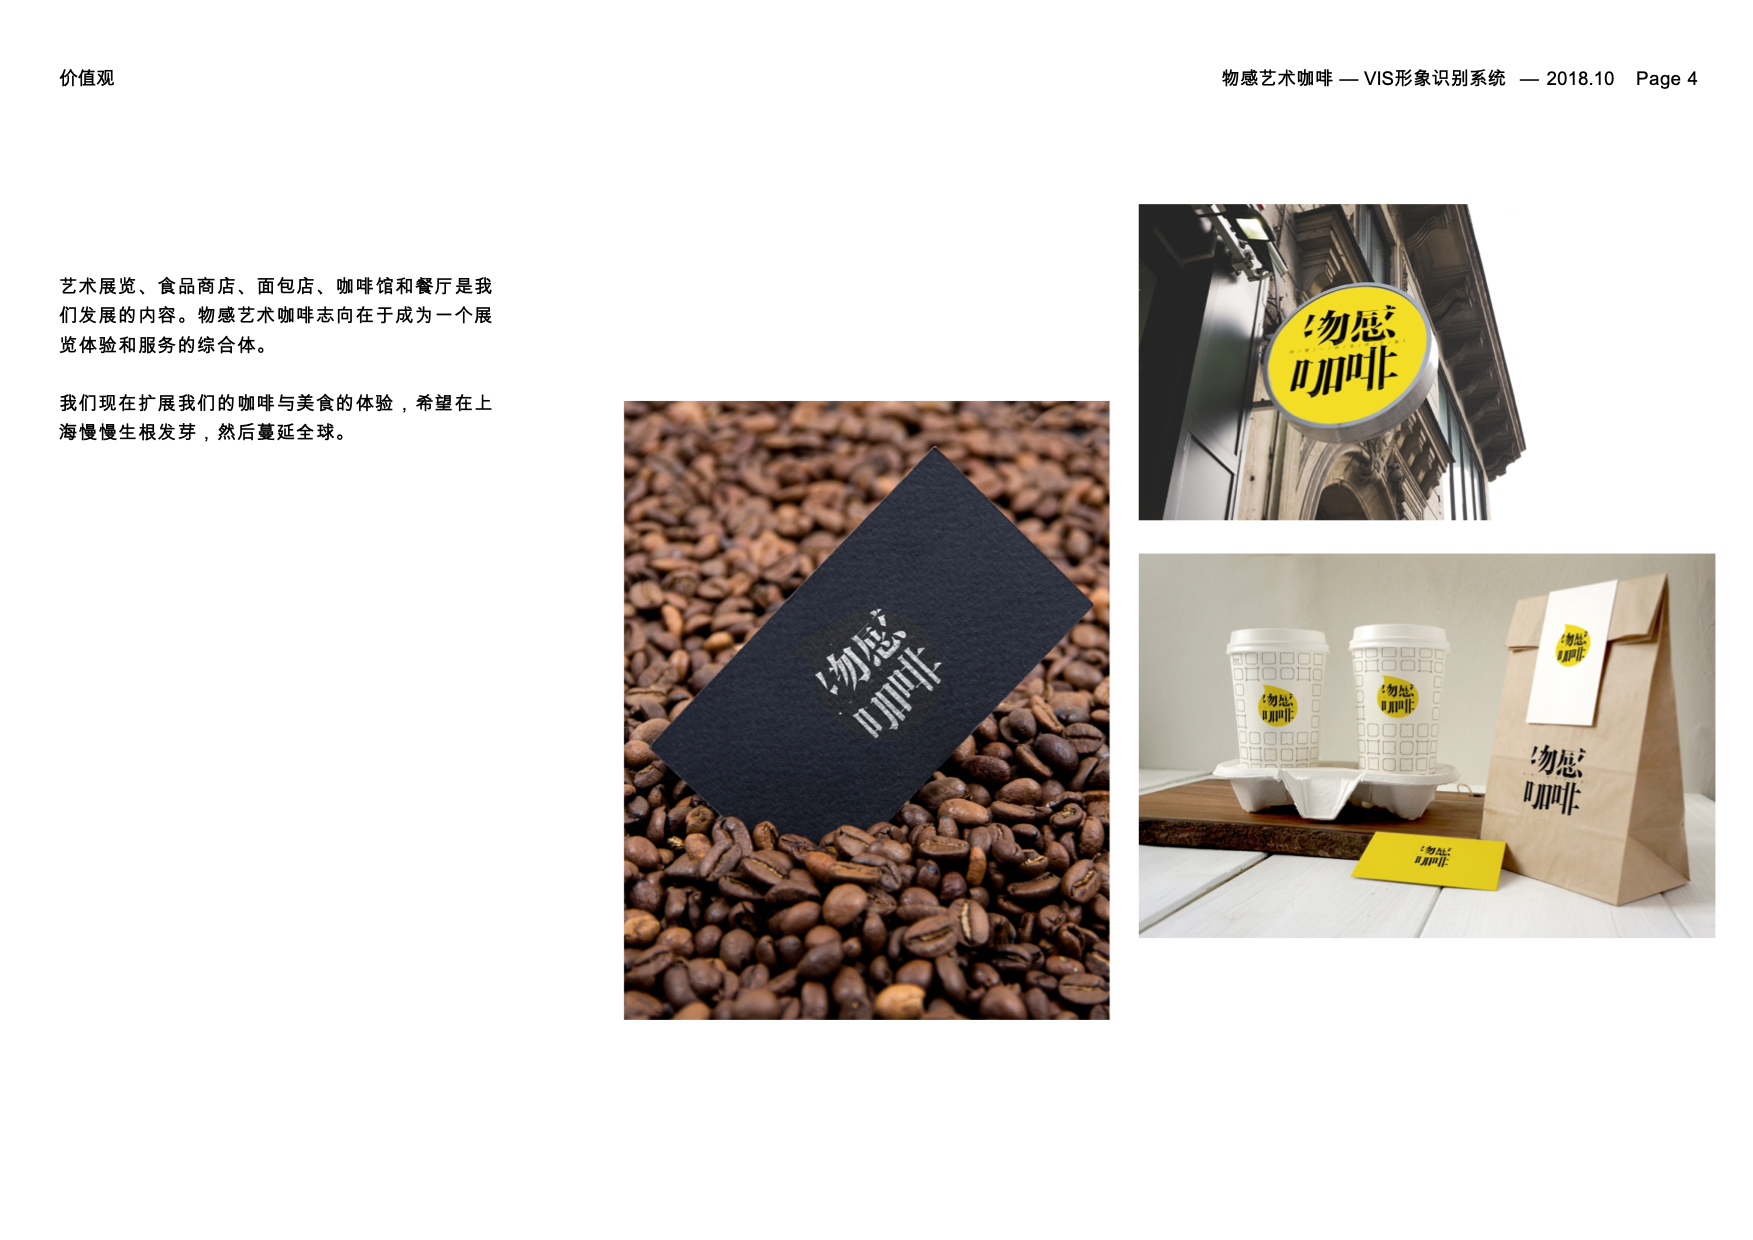 价值观
物感艺术咖啡 — VIS形象识别系统 — 2018.10 Page 4
艺术展览、食品商店、面包店、咖啡馆和餐厅是我
们发展的内容。物感艺术咖啡志向在于成为一个展
览体验和服务的综合体。
我们现在扩展我们的咖啡与美食的体验，希望在上
海慢慢生根发芽，然后蔓延全球。
物感
咖啡
物感
咖啡
物感
咖啡
物感
咖啡
物感
咖啡
物感
咖啡
物感
咖啡